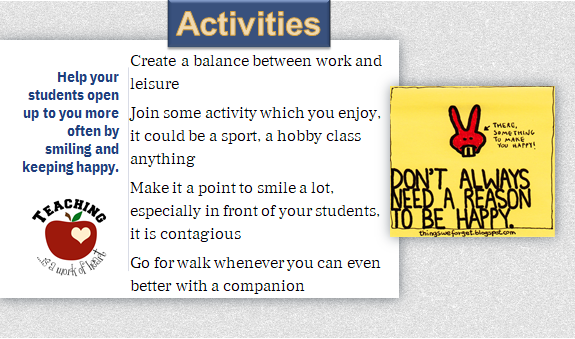 Activities
Help your
students open
up to you more
often by
smiling and
keeping happy.
TEACHING
...is a work of heart
Create a balance between work and
leisure
Join some activity which you enjoy,
it could be a sport, a hobby class
anything
Make it a point to smile a lot,
especially in front of your students,
it is contagious
Go for walk whenever you can even
better with a companion
THERE,
SOMETHING
TO MAKE
YOU HAPPY!
DON'T ALWAYS
NEED A REASON
TO BE HAPPY.
thingsweforget.blogspot.com